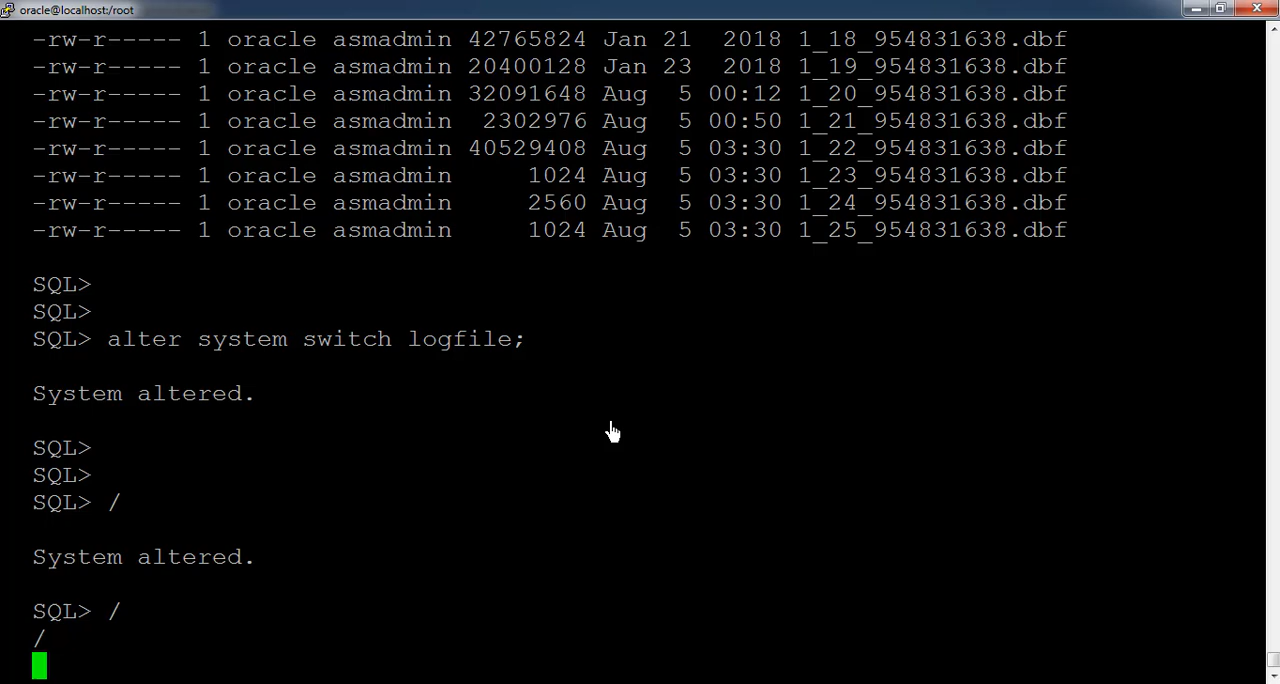 oracle@localhost:/root
-rw-r----- 1 oracle asmadmin 42765824 Jan 21  2018 1_18_954831638.dbf
-rw-r----- 1 oracle asmadmin 20400128 Jan 23  2018 1_19_954831638.dbf
-rw-r----- 1 oracle asmadmin 32091648 Aug  5 00:12 1_20_954831638.dbf
-rw-r----- 1 oracle asmadmin  2302976 Aug  5 00:50 1_21_954831638.dbf
-rw-r----- 1 oracle asmadmin 40529408 Aug  5 03:30 1_22_954831638.dbf
-rw-r----- 1 oracle asmadmin     1024 Aug  5 03:30 1_23_954831638.dbf
-rw-r----- 1 oracle asmadmin     2560 Aug  5 03:30 1_24_954831638.dbf
-rw-r----- 1 oracle asmadmin     1024 Aug  5 03:30 1_25_954831638.dbf
SQL>
SQL>
SQL> alter system switch logfile;
System altered.
SQL>
SQL>
SQL> /
System altered.
SQL> /
/